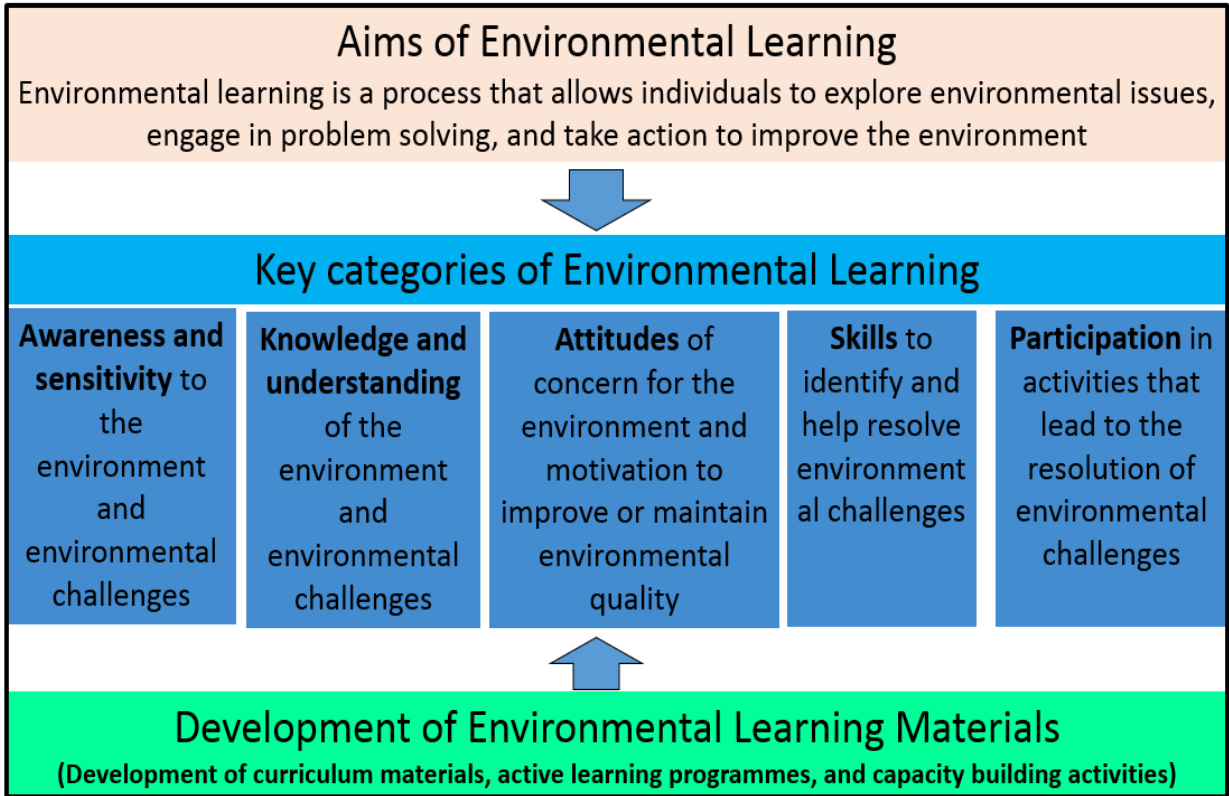 Aims of Environmental Learning
Environmental learning is a process that allows individuals to explore environmental issues,
engage in problem solving, and take action to improve the environment
Key categories of Environmental Learning
Awareness and
sensitivity to
the
environment
and
environmental
challenges
Knowledge and
understanding
of the
environment
and
environmental
challenges
Attitudes of
concern for the
environment and
motivation to
improve or maintain
environmental
quality
Skills to
identify and
help resolve
environment
al challenges
Participation in
activities that
lead to the
resolution of
environmental
challenges
Development of Environmental Learning Materials
(Development of curriculum materials, active learning programmes, and capacity building activities)